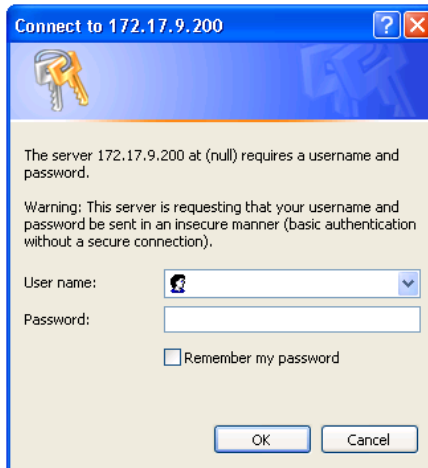 Connect to 172.17.9.200
The server 172.17.9.200 at (null) requires a username and
password.
Warning: This server is requesting that your username and
password be sent in an insecure manner (basic authentication
without a secure connection).
User name:
Password:
Remember my password
OK Cancel